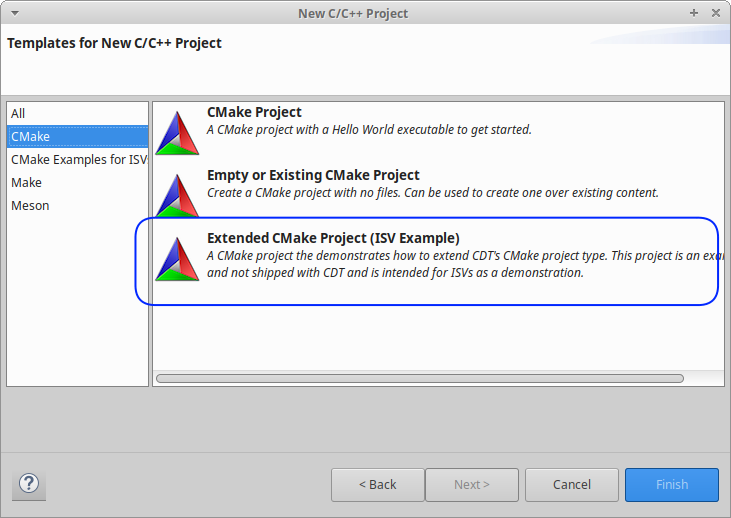 New C/C++ Project
Templates for New C/C++ Project
All
CMake
CMake Examples for ISV
Make
Meson
CMake Project
A CMake project with a Hello World executable to get started.
Empty or Existing CMake Project
Create a CMake project with no files. Can be used to create one over existing content.
Extended CMake Project (ISV Example)
A CMake project the demonstrates how to extend CDT's CMake project type. This project is an
and not shipped with CDT and is intended for ISVs as a demonstration.
?
< Back
Next >
Cancel
Finish